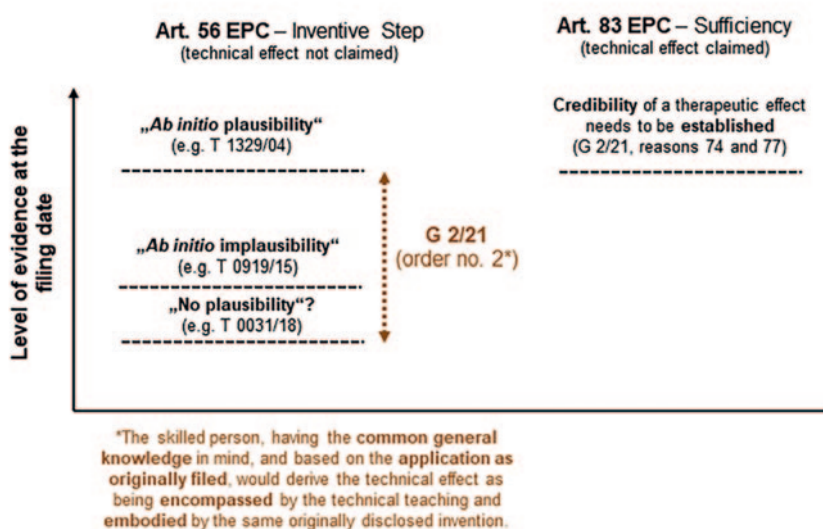 Art. 56 EPC – Inventive Step
(technical effect not claimed)
Art. 83 EPC – Sufficiency
(technical effect claimed)
Level of evidence at the
filing date
„Ab initio plausibility“
(e.g. T 1329/04)
„Ab initio implausibility“
(e.g. T 0919/15)
„No plausibility“?
(e.g. T 0031/18)
G 2/21
(order no. 2*)
Credibility of a therapeutic effect
needs to be established
(G 2/21, reasons 74 and 77)
*The skilled person, having the common general
knowledge in mind, and based on the application as
originally filed, would derive the technical effect as
being encompassed by the technical teaching and
embodied by the same originally disclosed invention.